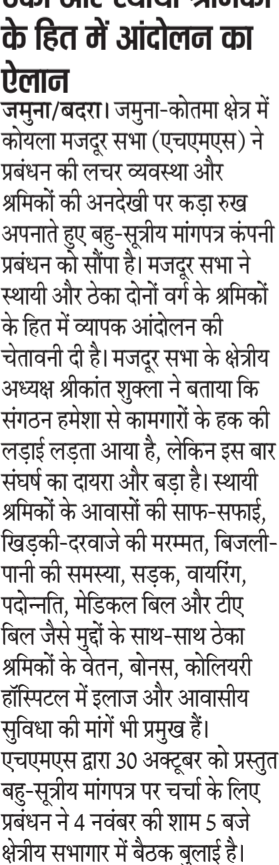 ठेका और स्थायी श्रमिकों
के हित में आंदोलन का
ऐलान
जमुना/बदरा। जमुना-कोतमा क्षेत्र में
कोयला मजदूर सभा (एचएमएस) ने
प्रबंधन की लचर व्यवस्था और
श्रमिकों की अनदेखी पर कड़ा रुख
अपनाते हुए बहु-सूत्रीय मांगपत्र कंपनी
प्रबंधन को सौंपा है। मजदूर सभा ने
स्थायी और ठेका दोनों वर्ग के श्रमिकों
के हित में व्यापक आंदोलन की
चेतावनी दी है। मजदूर सभा के क्षेत्रीय
अध्यक्ष श्रीकांत शुक्ला ने बताया कि
संगठन हमेशा से कामगारों के हक की
लड़ाई लड़ता आया है, लेकिन इस बार
संघर्ष का दायरा और बड़ा है। स्थायी
श्रमिकों के आवासों की साफ-सफाई,
खिड़की-दरवाजे की मरम्मत, बिजली-
पानी की समस्या, सड़क, वायरिंग,
पदोन्नति, मेडिकल बिल और टीए
बिल जैसे मुद्दों के साथ-साथ ठेका
श्रमिकों के वेतन, बोनस, कोलियरी
हॉस्पिटल में इलाज और आवासीय
सुविधा की मांगें भी प्रमुख हैं।
एचएमएस द्वारा 30 अक्टूबर को प्रस्तुत
बहु-सूत्रीय मांगपत्र पर चर्चा के लिए
प्रबंधन ने 4 नवंबर की शाम 5 बजे
क्षेत्रीय सभागार में बैठक बुलाई है।